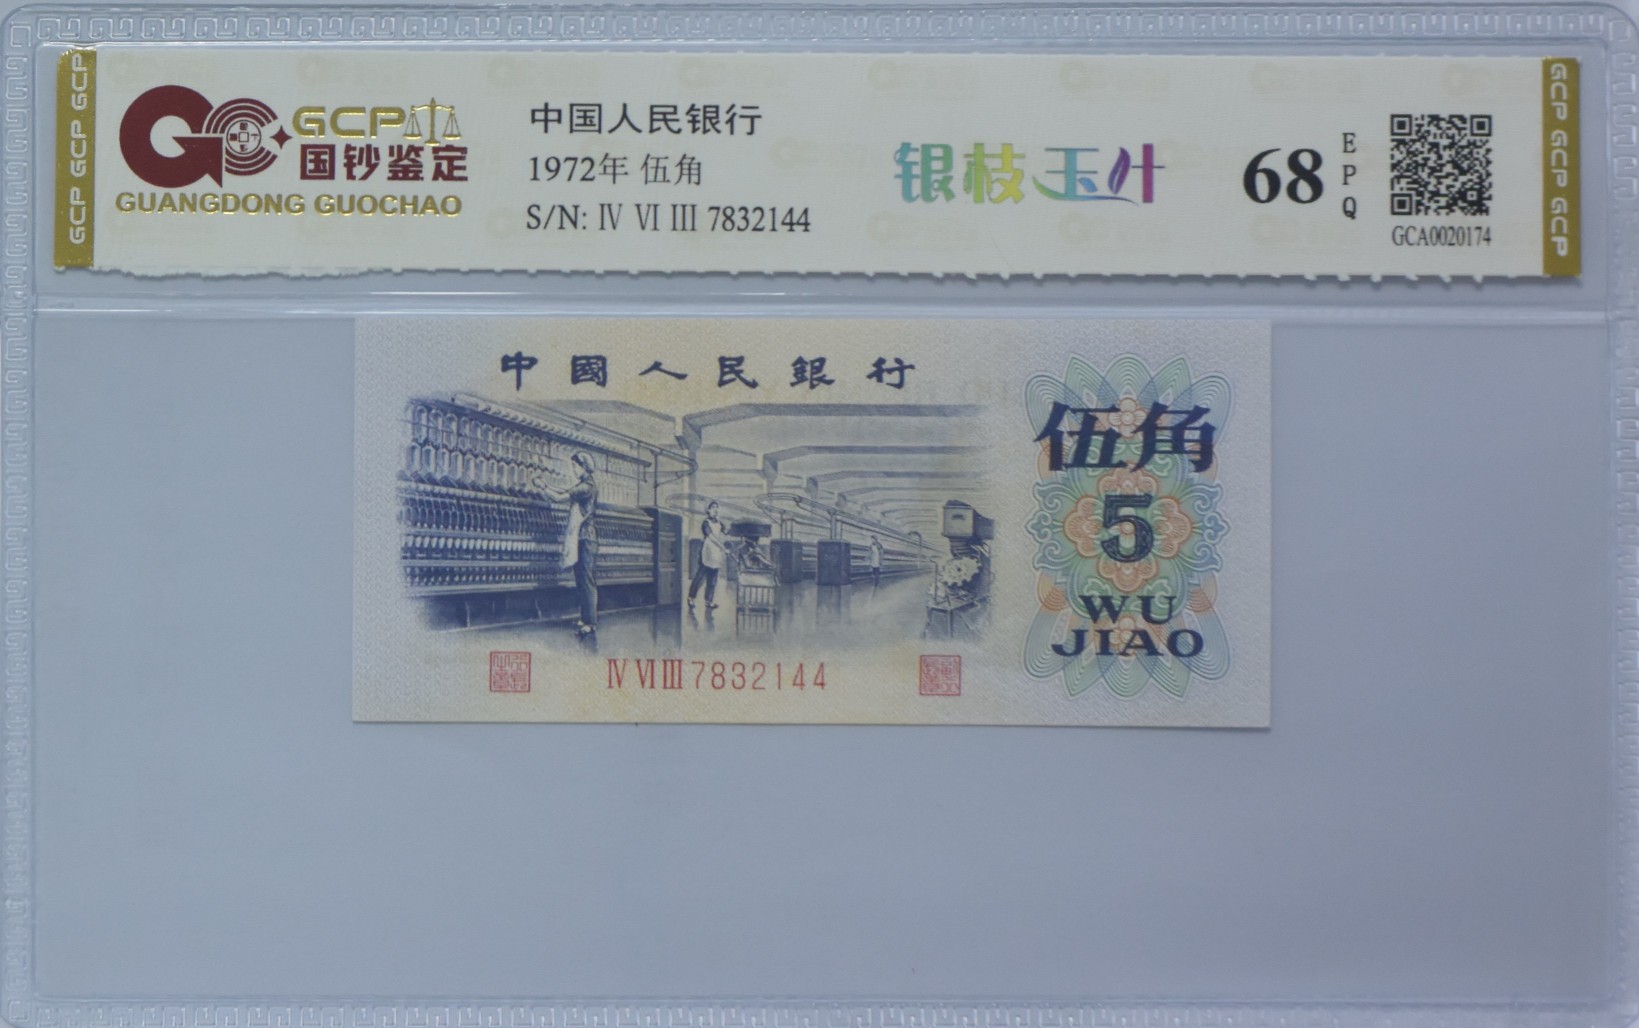 GCP GCP GCP
GCP
国钞鉴定
GUANGDONG GUOCHAO
中国人民银行
1972年 伍角
S/N: Ⅳ Ⅵ Ⅲ 7832144
银枝玉叶
68
EPQ
GCA0020174
GCP GCP GCP
中國人民銀行
伍角
5
WU
JIAO
Ⅳ Ⅵ Ⅲ 7832144